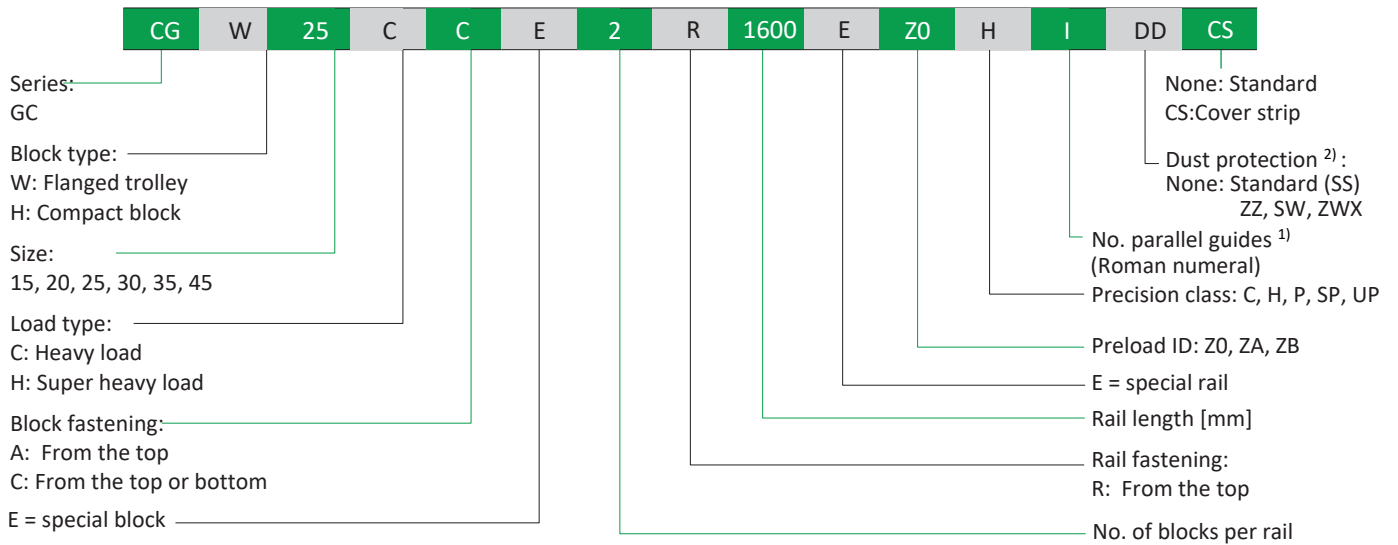 CG W 25 C C E 2 R 1600 E Z0 H I DD CS
Series:
GC
Block type:
W: Flanged trolley
H: Compact block
Size:
15, 20, 25, 30, 35, 45
Load type:
C: Heavy load
H: Super heavy load
Block fastening:
A: From the top
C: From the top or bottom
E = special block
None: Standard
CS:Cover strip
Dust protection 2) :
None: Standard (SS)
ZZ, SW, ZWX
No. parallel guides 1)
(Roman numeral)
Precision class: C, H, P, SP, UP
Preload ID: Z0, ZA, ZB
E = special rail
Rail length [mm]
Rail fastening:
R: From the top
No. of blocks per rail